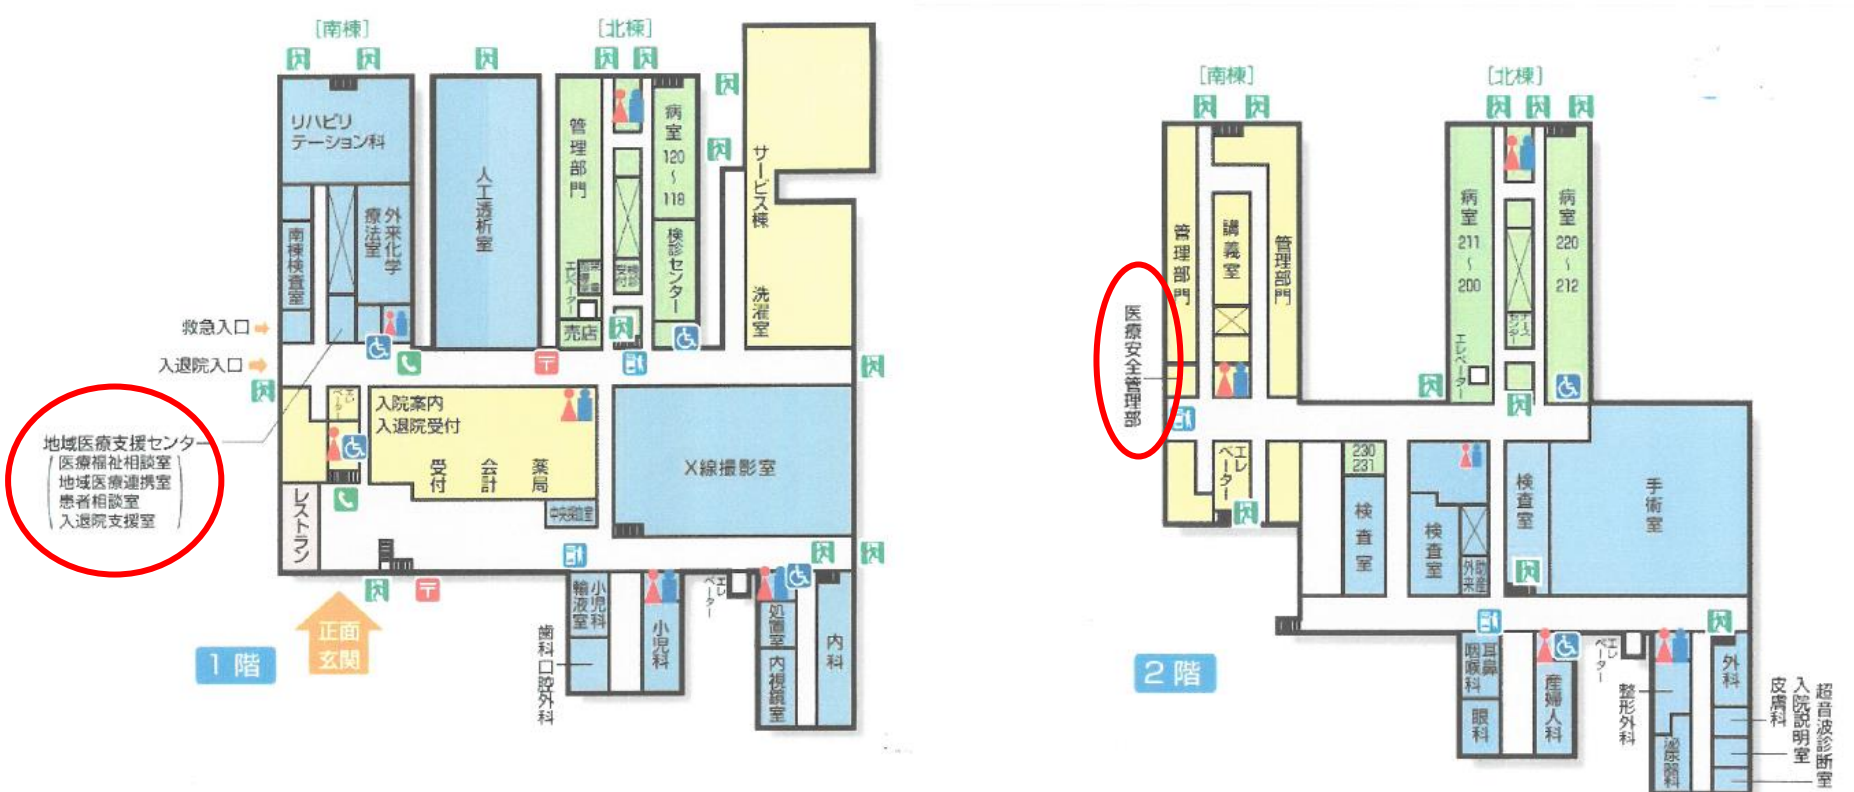 [南棟]
[北棟]
リハビリ
テーション科
人工透析室
管理部門
病室
120
〜
118
サービス棟
洗濯室
南棟検査室
外来化学
療法室
検診センター
エレベーター
検診
受付
売店
救急入口
入退院入口
エレ
ベーター
入院案内
入退院受付
受付
会計
薬局
X線撮影室
地域医療支援センター
医療福祉相談室
地域医療連携室
患者相談室
入退院支援室
レストラン
中央採血室
正面
玄関
1階
小児科
輸液室
歯科口腔外科
小児科
エレ
ベーター
処置室
内視鏡室
内科
[南棟]
[北棟]
管理部門
講義室
管理部門
病室
211
〜
200
病室
220
〜
212
ナース
センター
エレベーター
医療安全管理部
エレ
ベーター
230
231
検査室
検査室
助産
外来
検査室
手術室
2階
耳鼻
咽喉科
眼科
産婦人科
エレ
ベーター
整形外科
泌尿器科
外科
皮膚科
入院説明室
超音波診断室